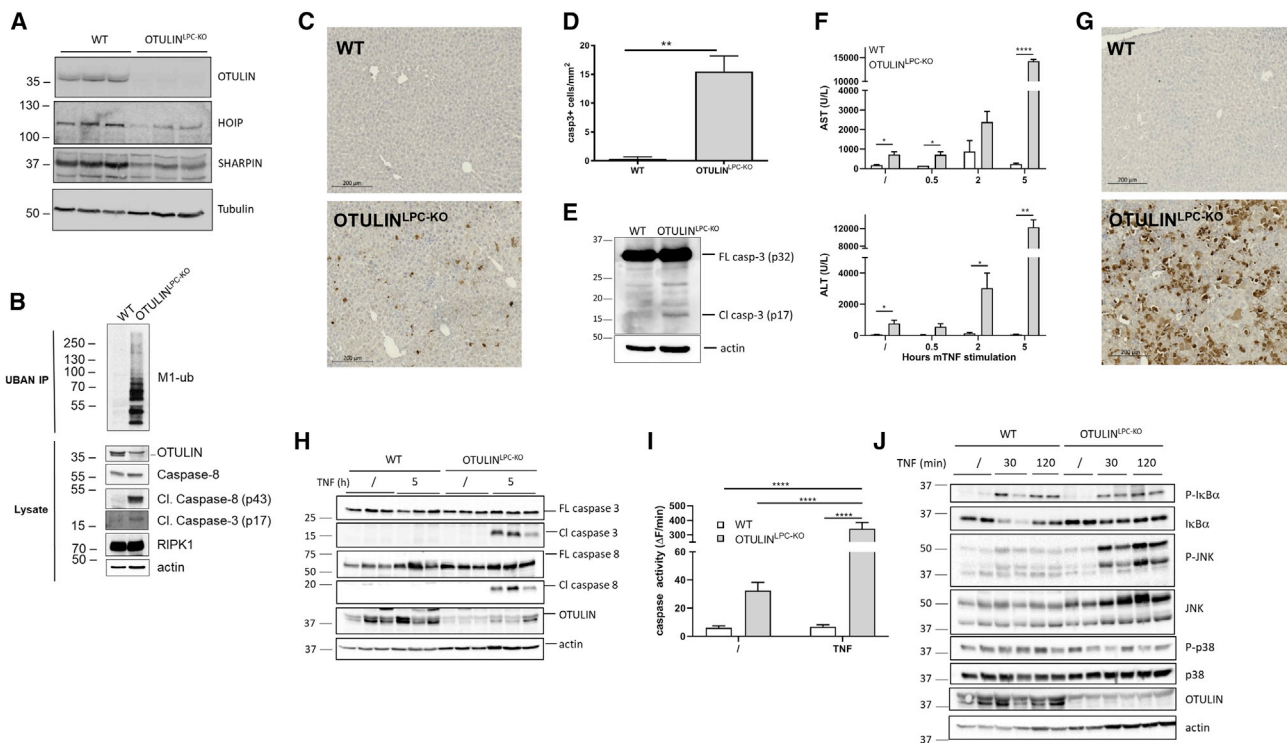 A
WT OTULIN^LPC-KO
35
OTULIN
130
100
HOIP
37
SHARPIN
50
Tubulin
B
WT
OTULIN^LPC-KO
UBAN IP
250
130
100
70
55
M1-ub
Lysate
35
OTULIN
55
Caspase-8
55
Cl. Caspase-8 (p43)
Cl. Caspase-3 (p17)
70
RIPK1
55
actin
C
WT
200 µm
OTULIN^LPC-KO
200 µm
D
casp3+ cells/mm²
20
15
10
5
0
**
WT
OTULIN^LPC-KO
E
WT OTULIN^LPC-KO
37
25
20
15
50
FL casp-3 (p32)
Cl casp-3 (p17)
actin
F
WT
OTULIN^LPC-KO
AST (U/L)
15000
10000
4000
3000
2000
1000
0
*
*
****
/ 0.5 2 5
ALT (U/L)
12000
8000
4000
2000
0
*
*
**
/ 0.5 2 5
Hours mTNF stimulation
G
WT
200 µm
OTULIN^LPC-KO
200 µm
H
WT OTULIN^LPC-KO
TNF (h) / 5 / 5
37
FL caspase 3
25
15
Cl caspase 3
75
FL caspase 8
50
20
Cl caspase 8
OTULIN
37
37
actin
I
caspase activity (ΔF/min)
500
400
300
200
60
40
20
0
****
****
****
WT
OTULIN^LPC-KO
/ TNF
J
WT OTULIN^LPC-KO
TNF (min) / 30 120 / 30 120
37
P-IκBα
37
IκBα
50
P-JNK
37
50
JNK
37
37
P-p38
37
p38
37
OTULIN
37
actin